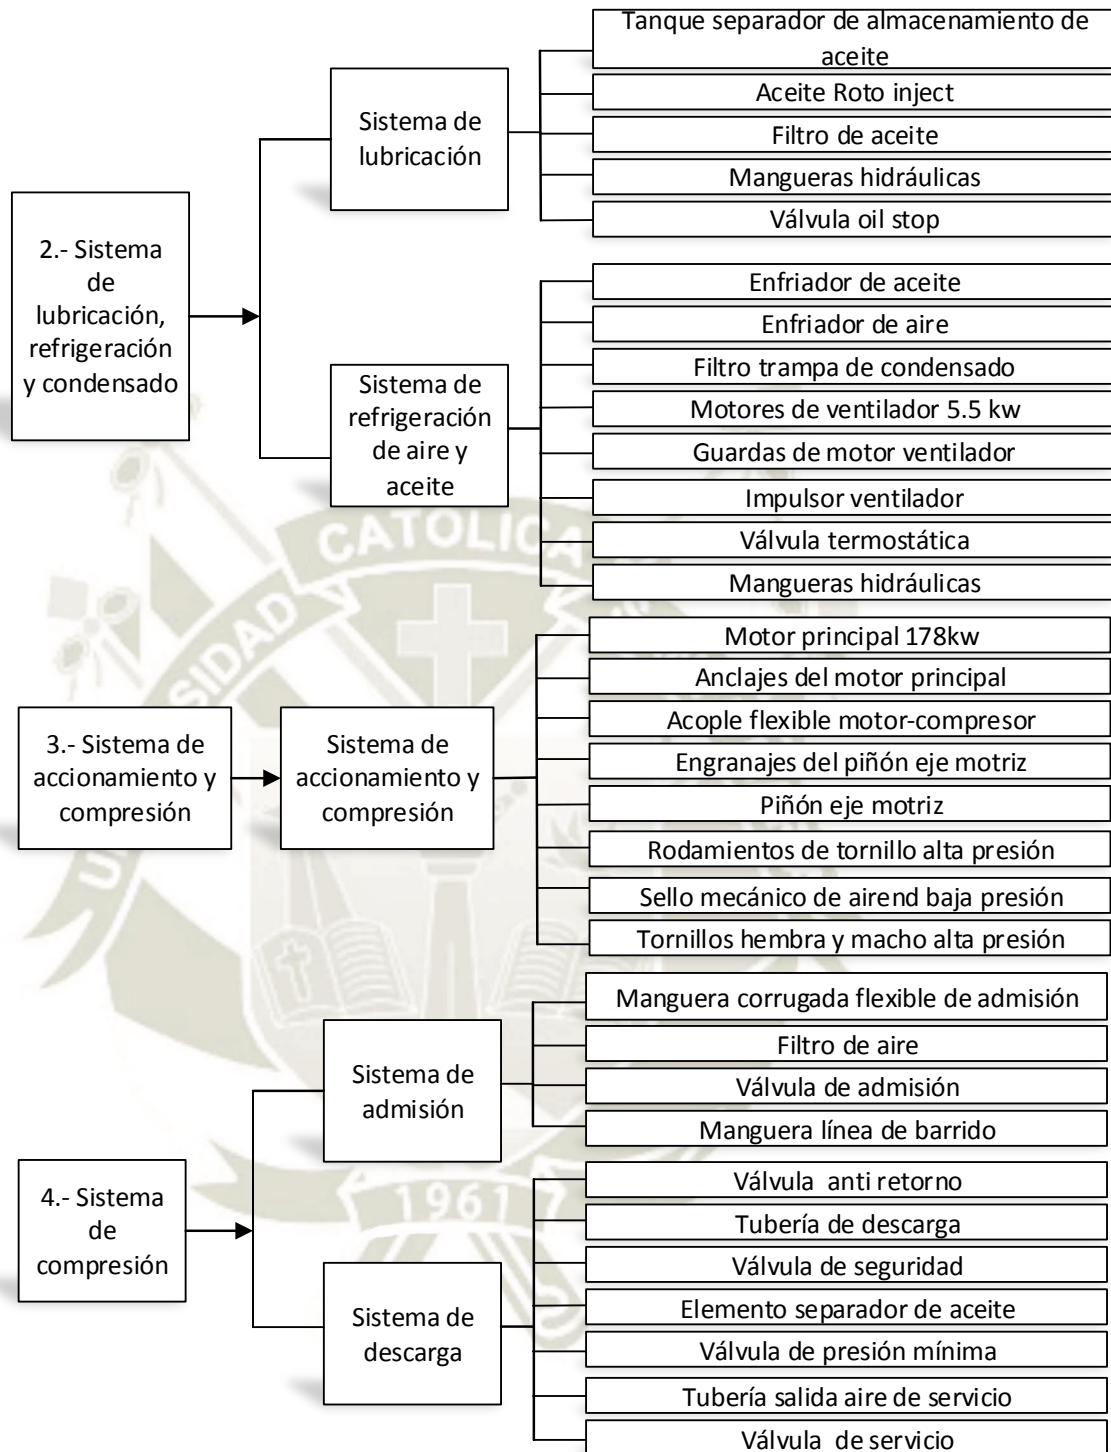 2.- Sistema
de
lubricación,
refrigeración
y condensado
Sistema de
lubricación
Tanque separador de almacenamiento de
aceite
Aceite Roto inject
Filtro de aceite
Mangueras hidráulicas
Válvula oil stop
Sistema de
refrigeración
de aire y
aceite
Enfriador de aceite
Enfriador de aire
Filtro trampa de condensado
Motores de ventilador 5.5 kw
Guardas de motor ventilador
Impulsor ventilador
Válvula termostática
Mangueras hidráulicas
3.- Sistema de
accionamiento y
compresión
Sistema de
accionamiento y
compresión
Motor principal 178kw
Anclajes del motor principal
Acople flexible motor-compresor
Engranajes del piñón eje motriz
Piñón eje motriz
Rodamientos de tornillo alta presión
Sello mecánico de airend baja presión
Tornillos hembra y macho alta presión
4.- Sistema
de
compresión
Sistema de
admisión
Manguera corrugada flexible de admisión
Filtro de aire
Válvula de admisión
Manguera línea de barrido
Sistema de
descarga
Válvula  anti retorno
Tubería de descarga
Válvula de seguridad
Elemento separador de aceite
Válvula de presión mínima
Tubería salida aire de servicio
Válvula  de servicio
CATOLICA
1961